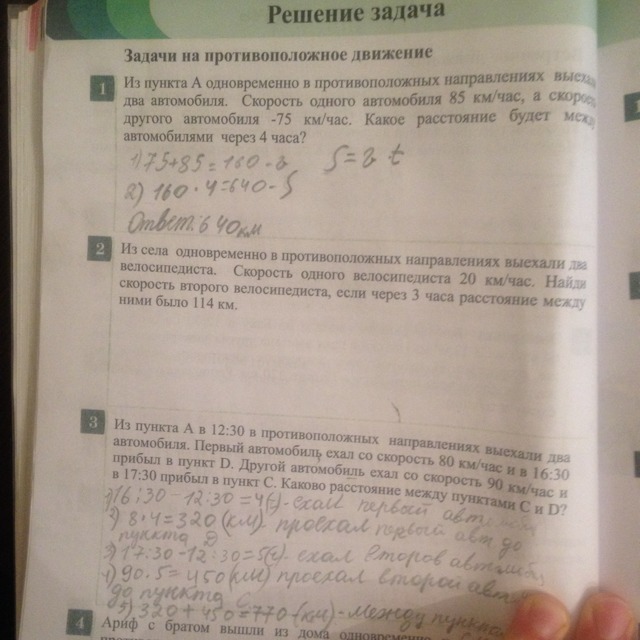 Решение задача
Задачи на противоположное движение
1
Из пункта А одновременно в противоположных направлениях
два автомобиля. Скорость одного автомобиля 85 км/час, а
другого автомобиля -75 км/час. Какое расстояние будет
автомобилями через 4 часа?
1) 75+85=160-
2) 160·4=640-S
S= t
Ответ: 640км
2
Из села одновременно в противоположных направлениях выехали два
велосипедиста. Скорость одного велосипедиста 20 км/час. Найди
скорость второго велосипедиста, если через 3 часа расстояние между
ними было 114 км.
3
Из пункта А в 12:30 в противоположных направлениях выехали два
автомобиля. Первый автомобиль ехал со скорость 80 км/час и в 16:30
прибыл в пункт D. Другой автомобиль ехал со скорость 90 км/час и
в 17:30 прибыл в пункт С. Каково расстояние между пунктами С и D?
16:30-12:30=4 ехал первый
2) 8·4=320 (км) проехал первый авт до
пункта D
3) 17:30-12:30=5 ехал
4) 90·5=450(км) проехал второй
до пункта С
5) 320+450=770(км)-между
4
Ариф с братом вышли из дома